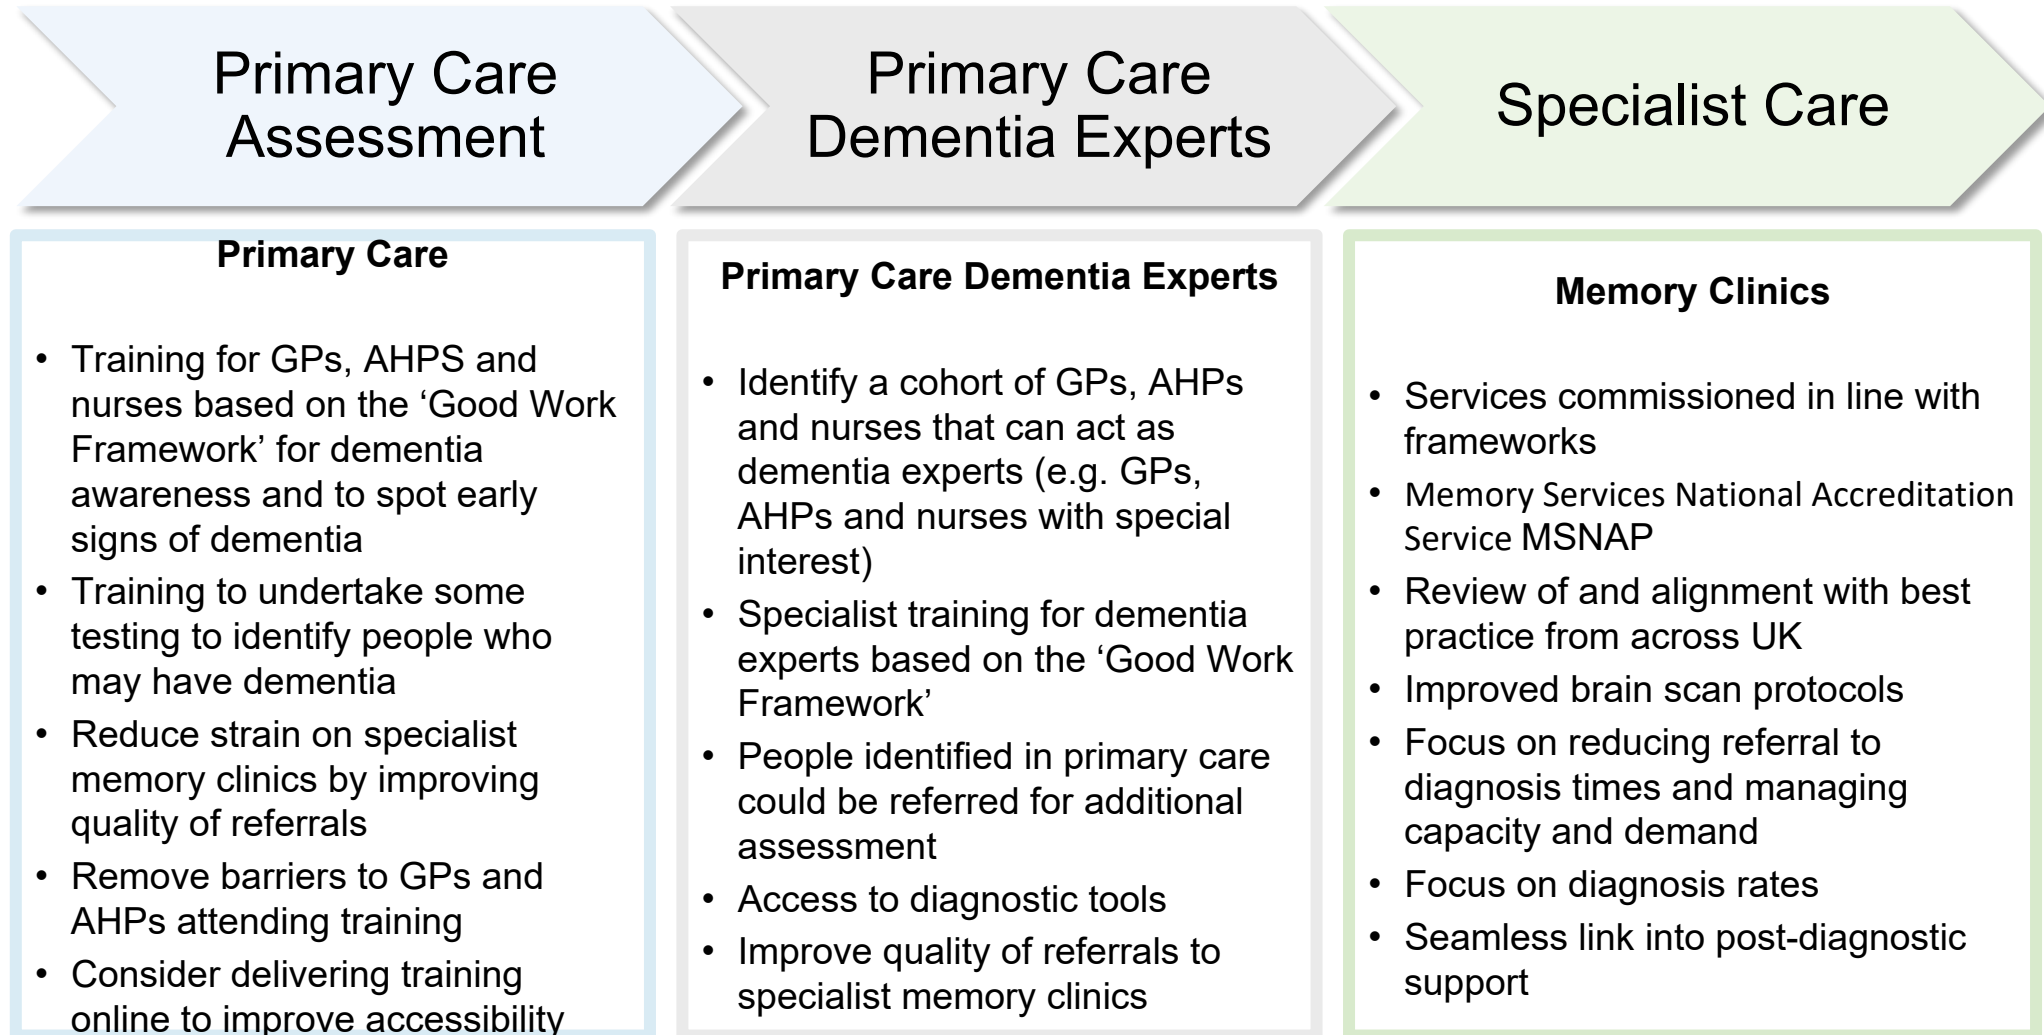 Primary Care
Assessment
Primary Care
Dementia Experts
Specialist Care
Primary Care
• Training for GPs, AHPS and
nurses based on the ‘Good Work
Framework’ for dementia
awareness and to spot early
signs of dementia
• Training to undertake some
testing to identify people who
may have dementia
• Reduce strain on specialist
memory clinics by improving
quality of referrals
• Remove barriers to GPs and
AHPs attending training
• Consider delivering training
online to improve accessibility
Primary Care Dementia Experts
• Identify a cohort of GPs, AHPs
and nurses that can act as
dementia experts (e.g. GPs,
AHPs and nurses with special
interest)
• Specialist training for dementia
experts based on the ‘Good Work
Framework’
• People identified in primary care
could be referred for additional
assessment
• Access to diagnostic tools
• Improve quality of referrals to
specialist memory clinics
Memory Clinics
• Services commissioned in line with
frameworks
• Memory Services National Accreditation
Service MSNAP
• Review of and alignment with best
practice from across UK
• Improved brain scan protocols
• Focus on reducing referral to
diagnosis times and managing
capacity and demand
• Focus on diagnosis rates
• Seamless link into post-diagnostic
support